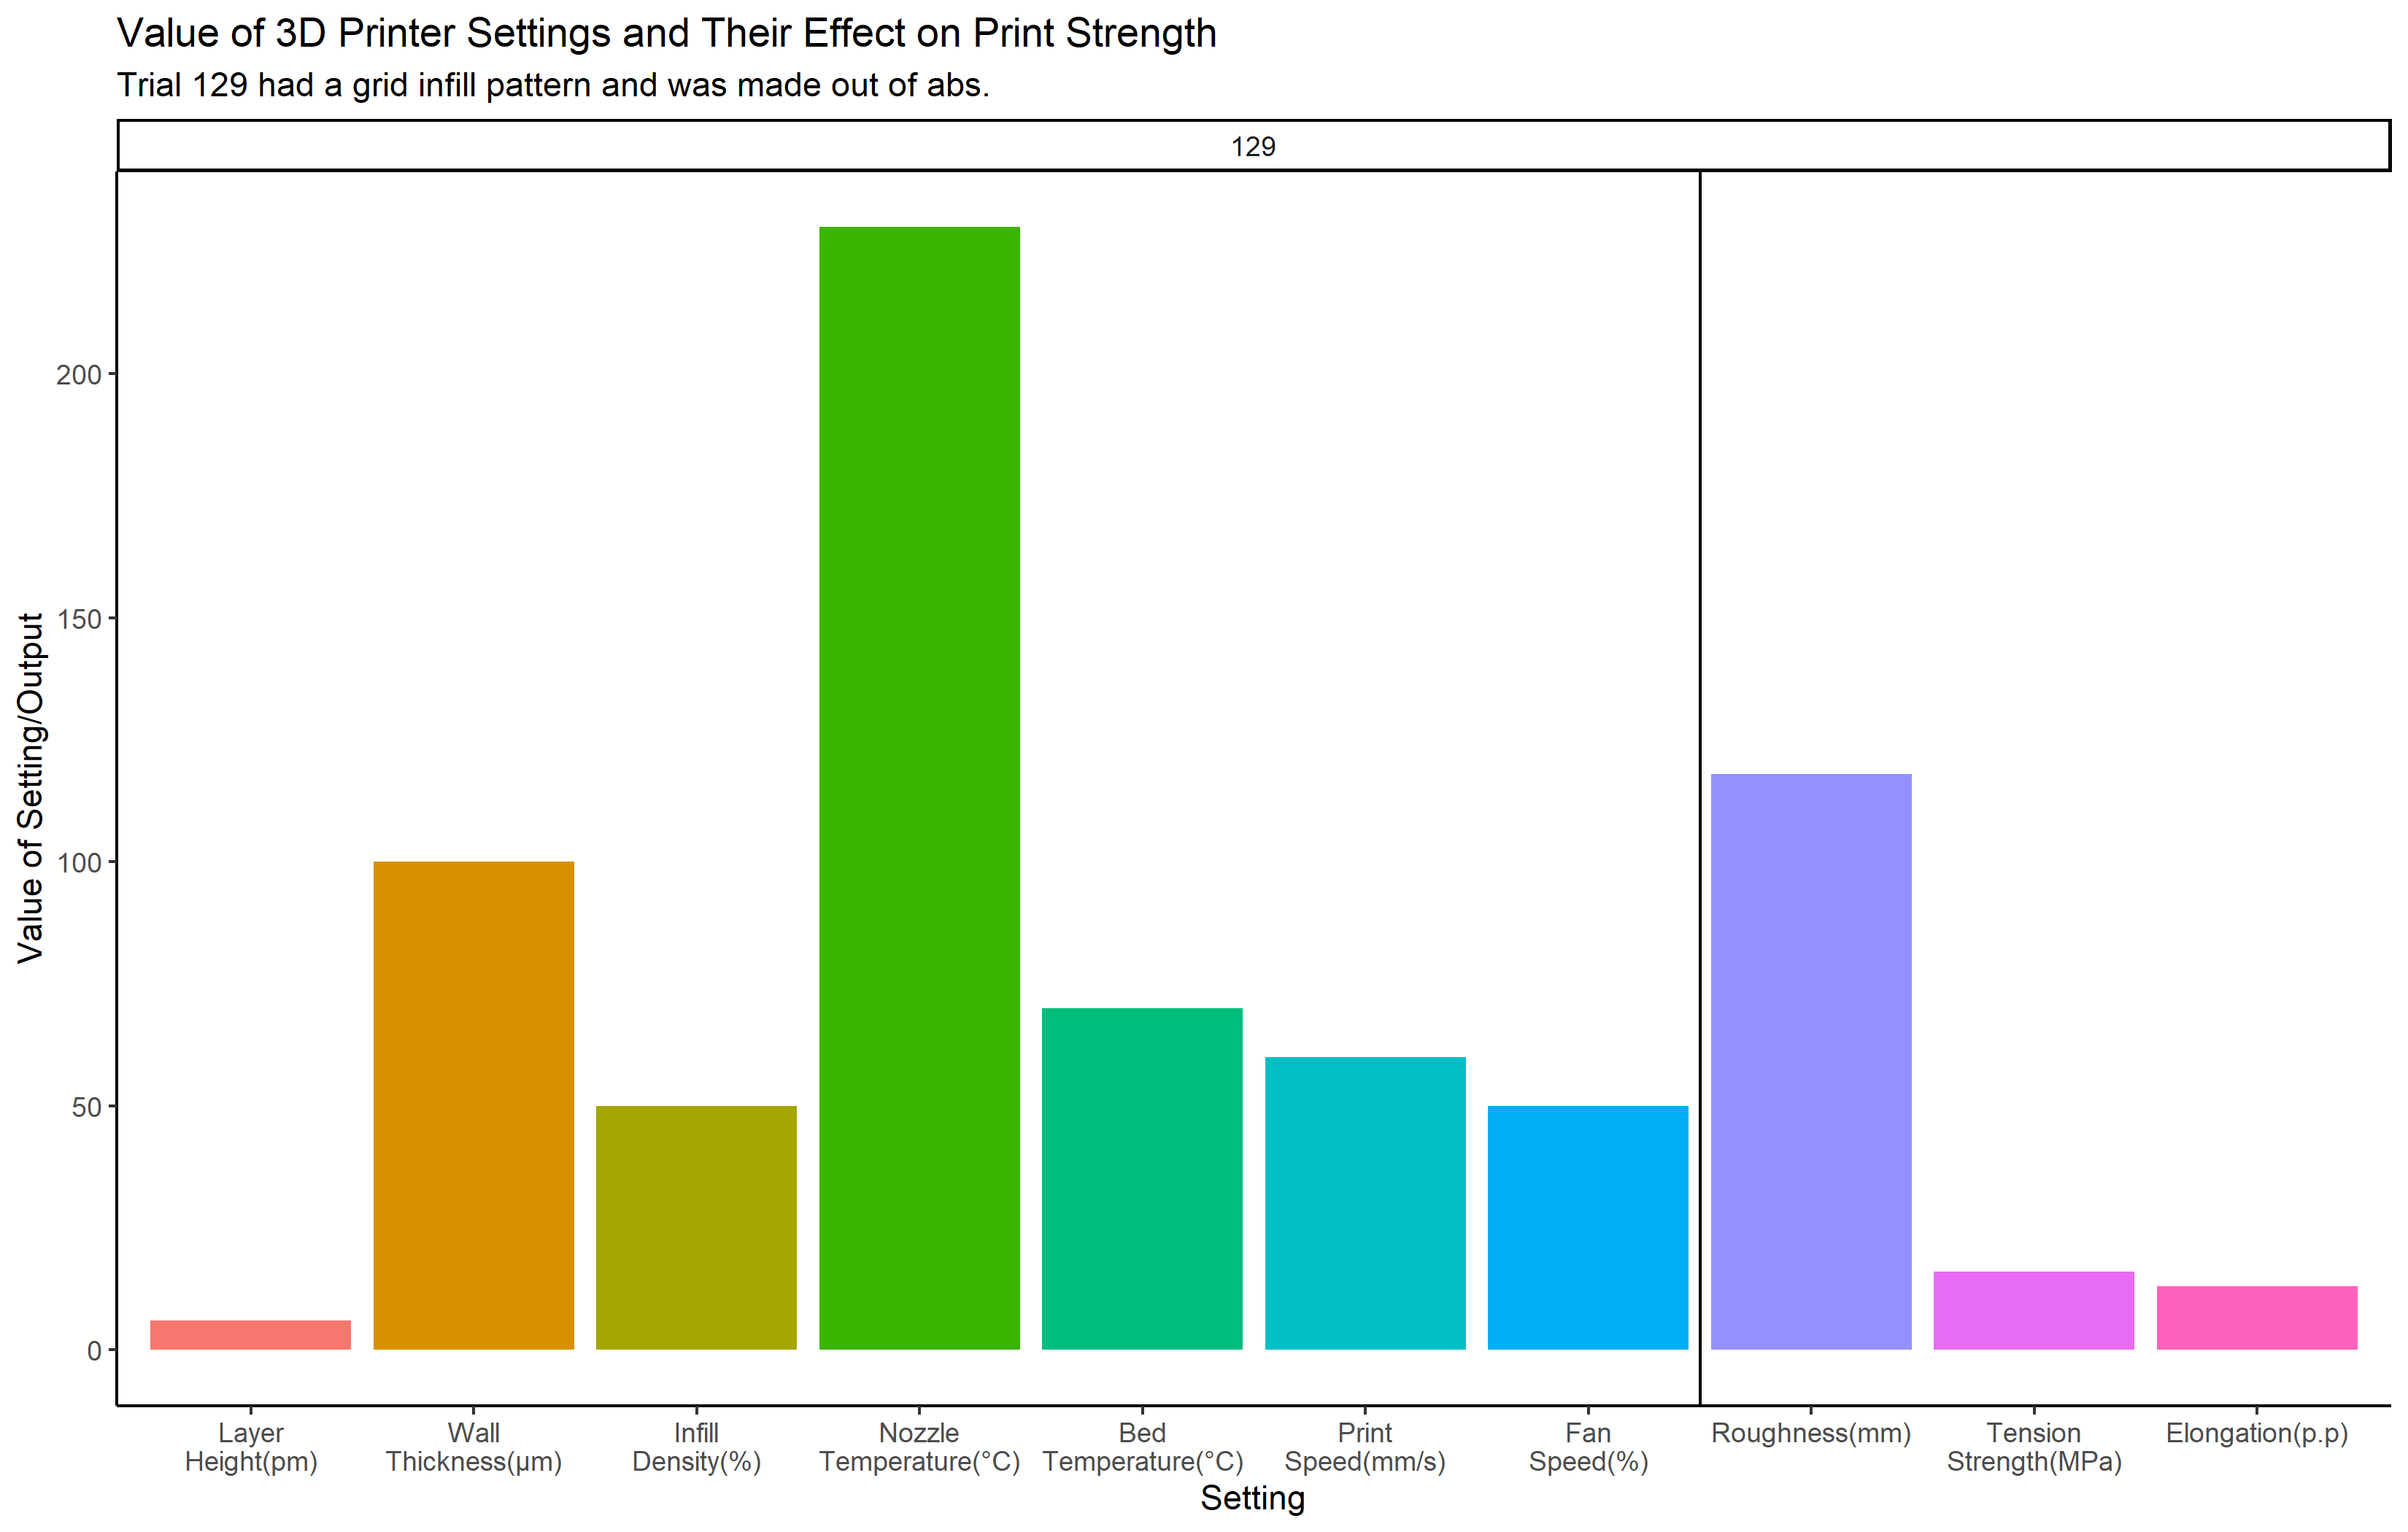 Value of 3D Printer Settings and Their Effect on Print Strength
Trial 129 had a grid infill pattern and was made out of abs.
129
Value of Setting/Output
200
150
100
50
0
Layer
Height(pm)
Wall
Thickness(µm)
Infill
Density(%)
Nozzle
Temperature(°C)
Bed
Temperature(°C)
Print
Speed(mm/s)
Fan
Speed(%)
Roughness(mm)
Tension
Strength(MPa)
Elongation(p.p)
Setting